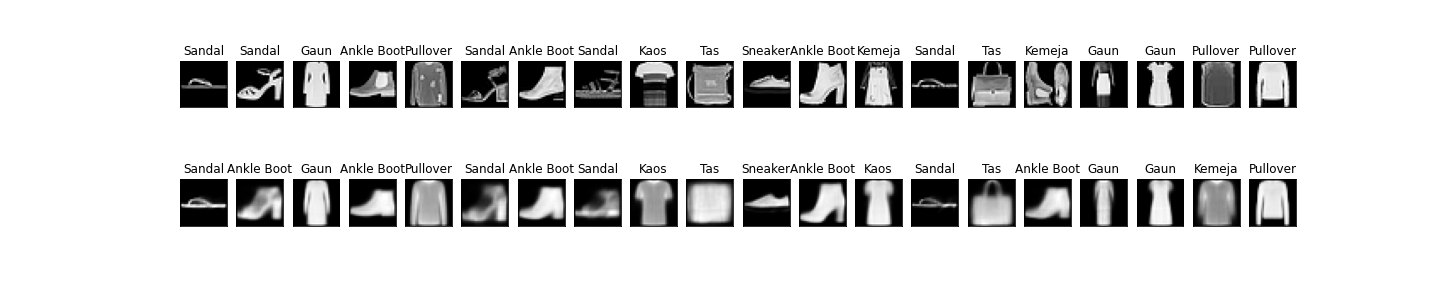 Sandal Sandal Gaun Ankle Boot Pullover Sandal Ankle Boot Sandal Kaos Tas Sneaker Ankle Boot Kemeja Sandal Tas Kemeja Gaun Gaun Pullover Pullover
Sandal Ankle Boot Gaun Ankle Boot Pullover Sandal Ankle Boot Sandal Kaos Tas Sneaker Ankle Boot Kaos Sandal Tas Ankle Boot Gaun Gaun Kemeja Pullover